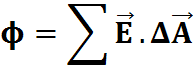 ɸ = ∑ E⃗ . ΔA⃗